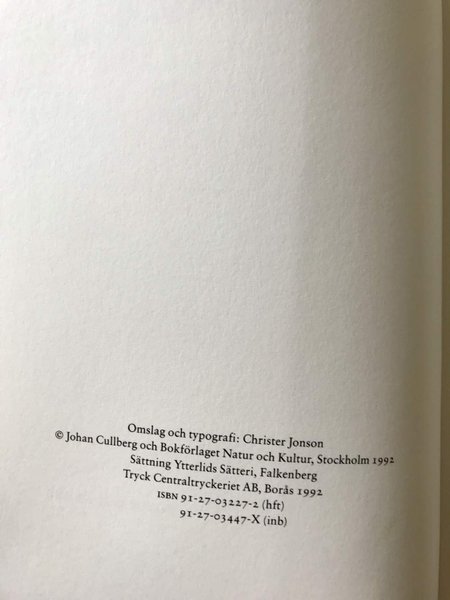 Omslag och typografi: Christer Jonson
© Johan Cullberg och Bokförlaget Natur och Kultur, Stockholm 1992
Sättning Ytterlids Sätteri, Falkenberg
Tryck Centraltryckeriet AB, Borås 1992
ISBN 91-27-03227-2 (hft)
91-27-03447-X (inb)